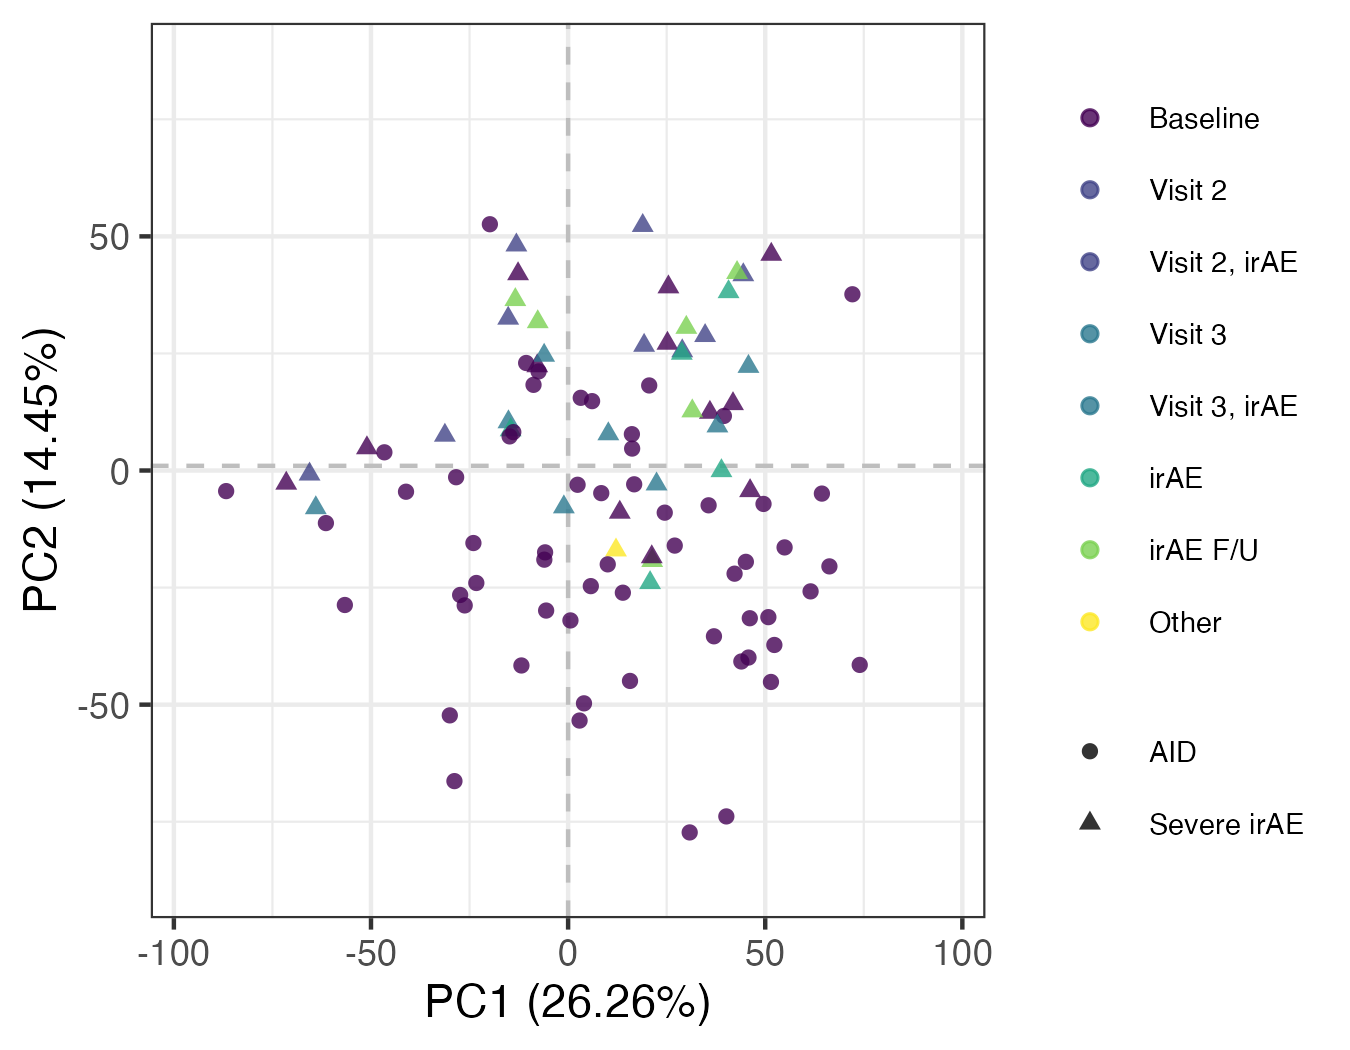 50
0
-50
-100
-50
0
50
100
PC1 (26.26%)
PC2 (14.45%)
Baseline
Visit 2
Visit 2, irAE
Visit 3
Visit 3, irAE
irAE
irAE F/U
Other
AID
Severe irAE